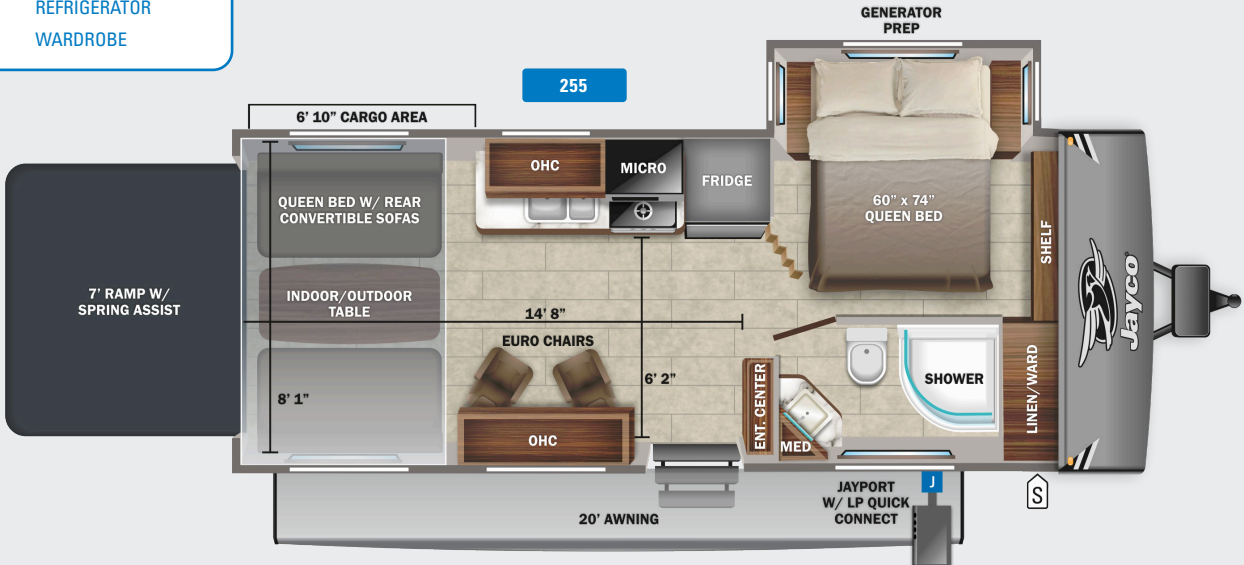 REFRIGERATOR
WARDROBE
GENERATOR
PREP
255
6’ 10” CARGO AREA
OHC
MICRO
FRIDGE
QUEEN BED W/ REAR
CONVERTIBLE SOFAS
60” x 74”
QUEEN BED
SHELF
7’ RAMP W/
SPRING ASSIST
INDOOR/OUTDOOR
TABLE
14’ 8”
EURO CHAIRS
Jayco
8’ 1”
6’ 2”
ENT. CENTER
SHOWER
LINEN/WARD
OHC
MED
JAYPORT
W/ LP QUICK
CONNECT
J
S
20’ AWNING